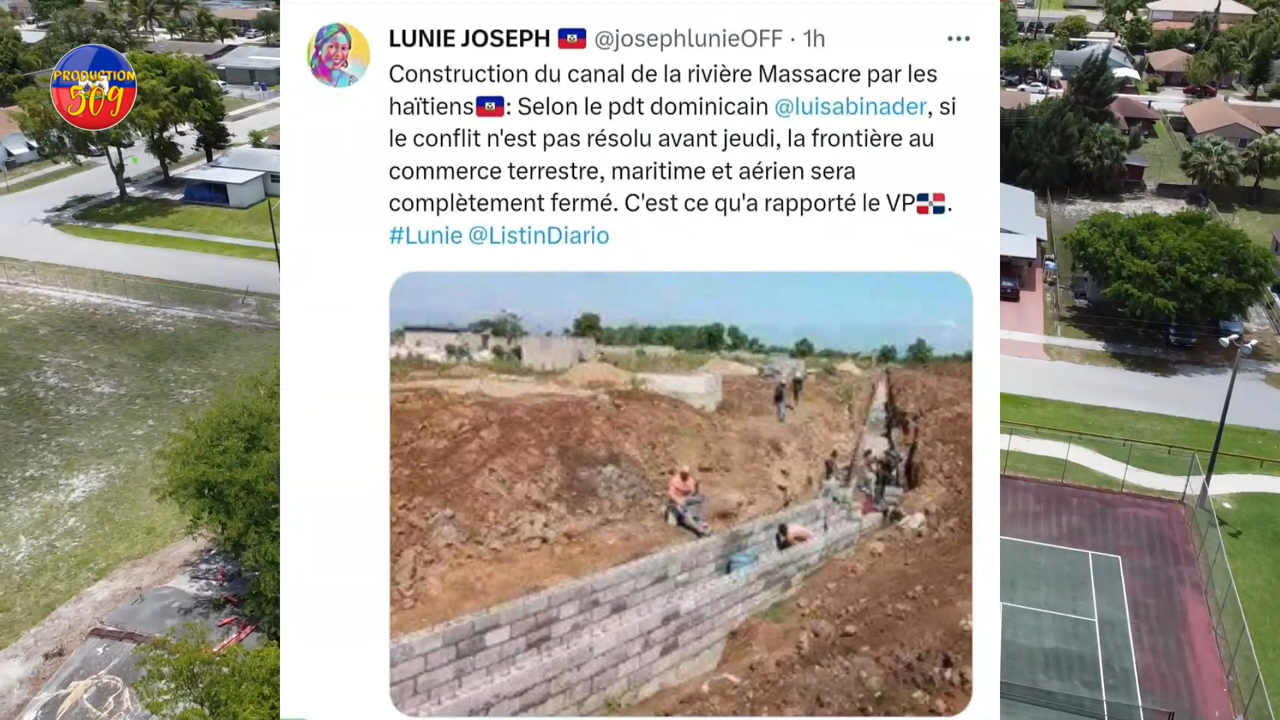 PRODUCTION
509
LUNIE JOSEPH 🇭🇹 @josephlunieOFF · 1h
Construction du canal de la rivière Massacre par les
haïtiens🇭🇹: Selon le pdt dominicain @luisabinader, si
le conflit n'est pas résolu avant jeudi, la frontière au
commerce terrestre, maritime et aérien sera
complètement fermé. C'est ce qu'a rapporté le VP🇩🇴.
#Lunie @ListinDiario